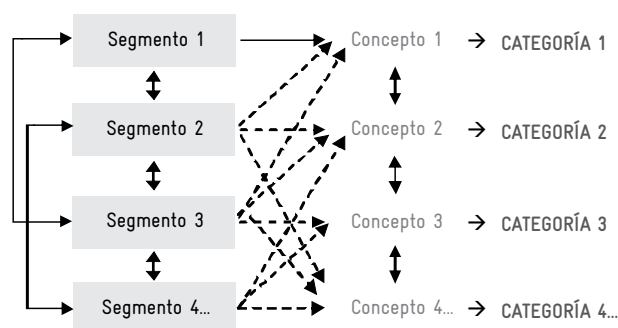 Segmento 1 Concepto 1 → CATEGORÍA 1
Segmento 2 Concepto 2 → CATEGORÍA 2
Segmento 3 Concepto 3 → CATEGORÍA 3
Segmento 4... Concepto 4... → CATEGORÍA 4...